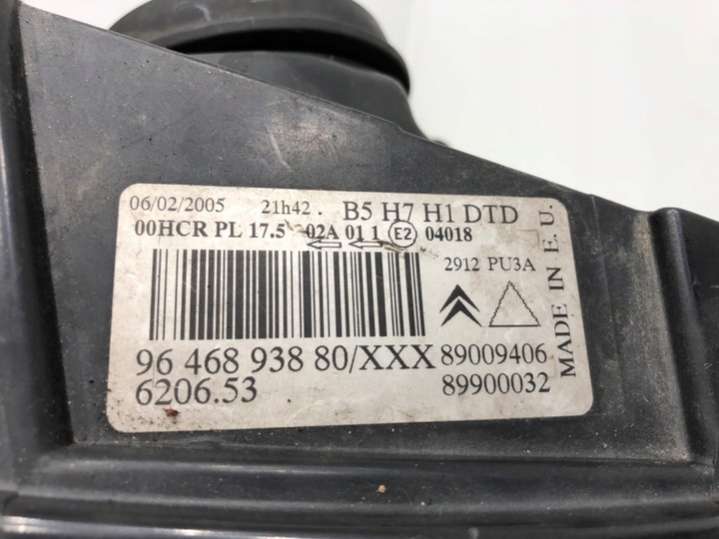 06/02/2005 21h42 . B5 H7 H1 DTD
00HCR PL 17.5 02A 01 1 E2 04018
2912 PU3A
96 468 938 80/XXX 89009406
6206.53 89900032
MADE IN E. U.